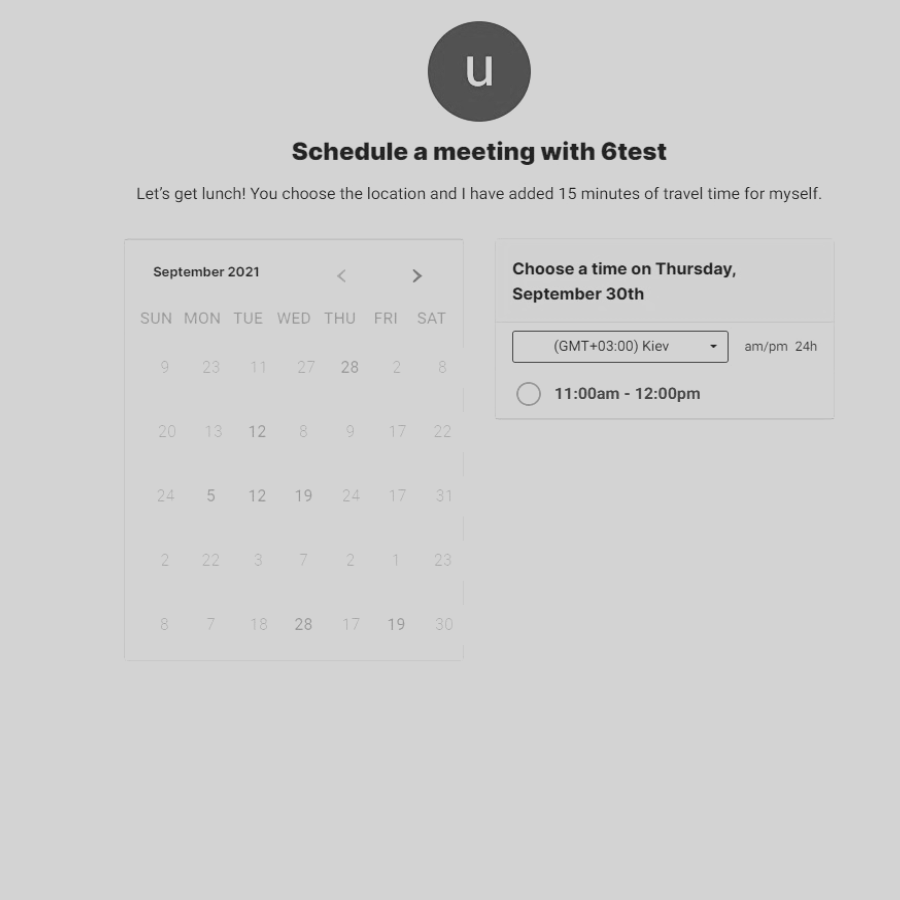 u
Schedule a meeting with 6test
Let's get lunch! You choose the location and I have added 15 minutes of travel time for myself.
September 2021
SUN MON TUE WED THU FRI SAT
9 23 11 27 28 2 8
20 13 12 8 9 17 22
24 5 12 19 24 17 31
2 22 3 7 2 1 23
8 7 18 28 17 19 30
Choose a time on Thursday,
September 30th
(GMT+03:00) Kiev am/pm 24h
11:00am - 12:00pm